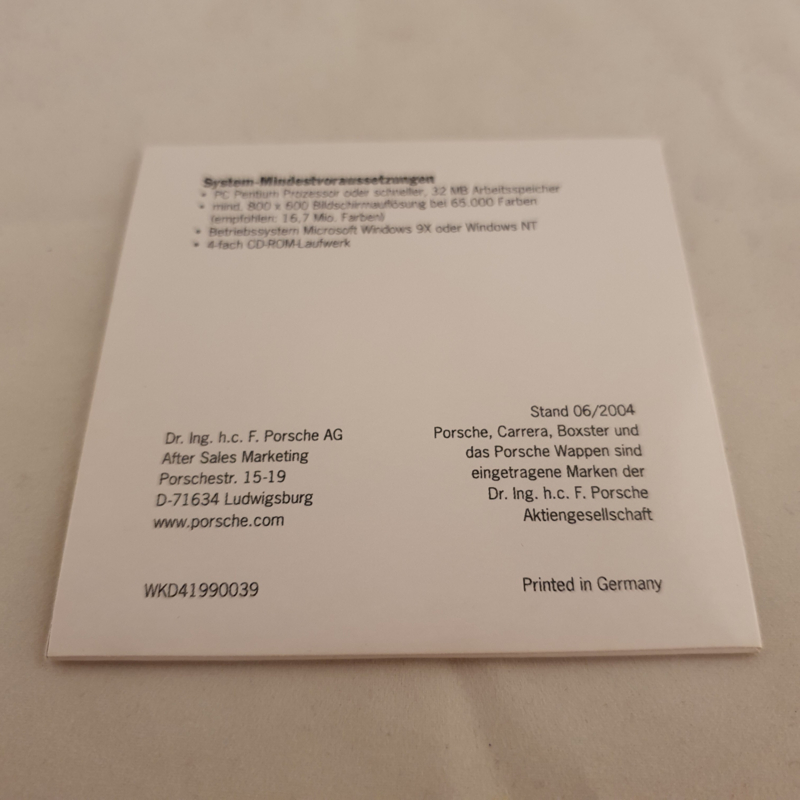 System-Mindestvoraussetzungen
• PC Pentium Prozessor oder schneller, 32 MB Arbeitsspeicher
• mind. 800 x 600 Bildschirmauflösung bei 65.000 Farben
(empfohlen: 16,7 Mio. Farben)
• Betriebssystem Microsoft Windows 9X oder Windows NT
• 4-fach CD-ROM-Laufwerk
Dr. Ing. h.c. F. Porsche AG
After Sales Marketing
Porschestr. 15-19
D-71634 Ludwigsburg
www.porsche.com
Stand 06/2004
Porsche, Carrera, Boxster und
das Porsche Wappen sind
eingetragene Marken der
Dr. Ing. h.c. F. Porsche
Aktiengesellschaft
WKD41990039
Printed in Germany